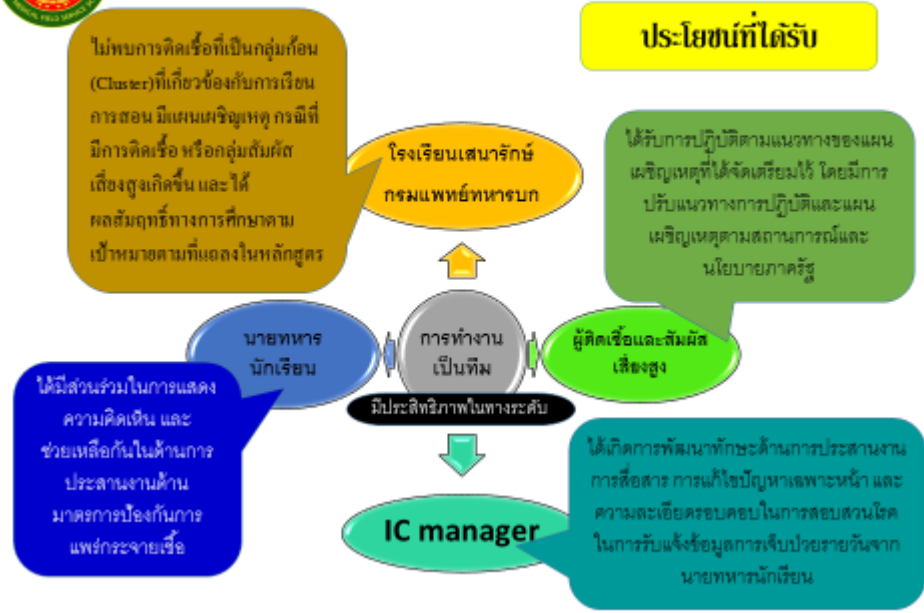 MEDICAL FIELD SERVICE SC
ประโยชน์ที่ได้รับ
ไม่พบการติดเชื้อที่เป็นกลุ่มก้อน
(Cluster)ที่เกี่ยวข้องกับการเรียน
การสอน มีแผนเผชิญเหตุ กรณีที่
มีการติดเชื้อ หรือกลุ่มสัมผัส
เสี่ยงสูงเกิดขึ้น และได้
ผลสัมฤทธิ์ทางการศึกษาตาม
เป้าหมายตามที่แถลงในหลักสูตร
โรงเรียนเสนารักษ์
กรมแพทย์ทหารบก
ได้รับการปฏิบัติตามแนวทางของแผน
เผชิญเหตุที่ได้จัดเตรียมไว้ โดยมีการ
ปรับแนวทางการปฏิบัติและแผน
เผชิญเหตุตามสถานการณ์และ
นโยบายภาครัฐ
นายทหาร
นักเรียน
การทำงาน
เป็นทีม
ผู้ติดเชื้อและสัมผัส
เสี่ยงสูง
มีประสิทธิภาพในทางระดับ
ได้มีส่วนร่วมในการแสดง
ความคิดเห็น และ
ช่วยเหลือกันในด้านการ
ประสานงานด้าน
มาตรการป้องกันการ
แพร่กระจายเชื้อ
IC manager
ได้เกิดการพัฒนาทักษะด้านการประสานงาน
การสื่อสาร การแก้ไขปัญหาเฉพาะหน้า และ
ความละเอียดรอบคอบในการสอบสวนโรค
ในการรับแจ้งข้อมูลการเจ็บป่วยรายวันจาก
นายทหารนักเรียน